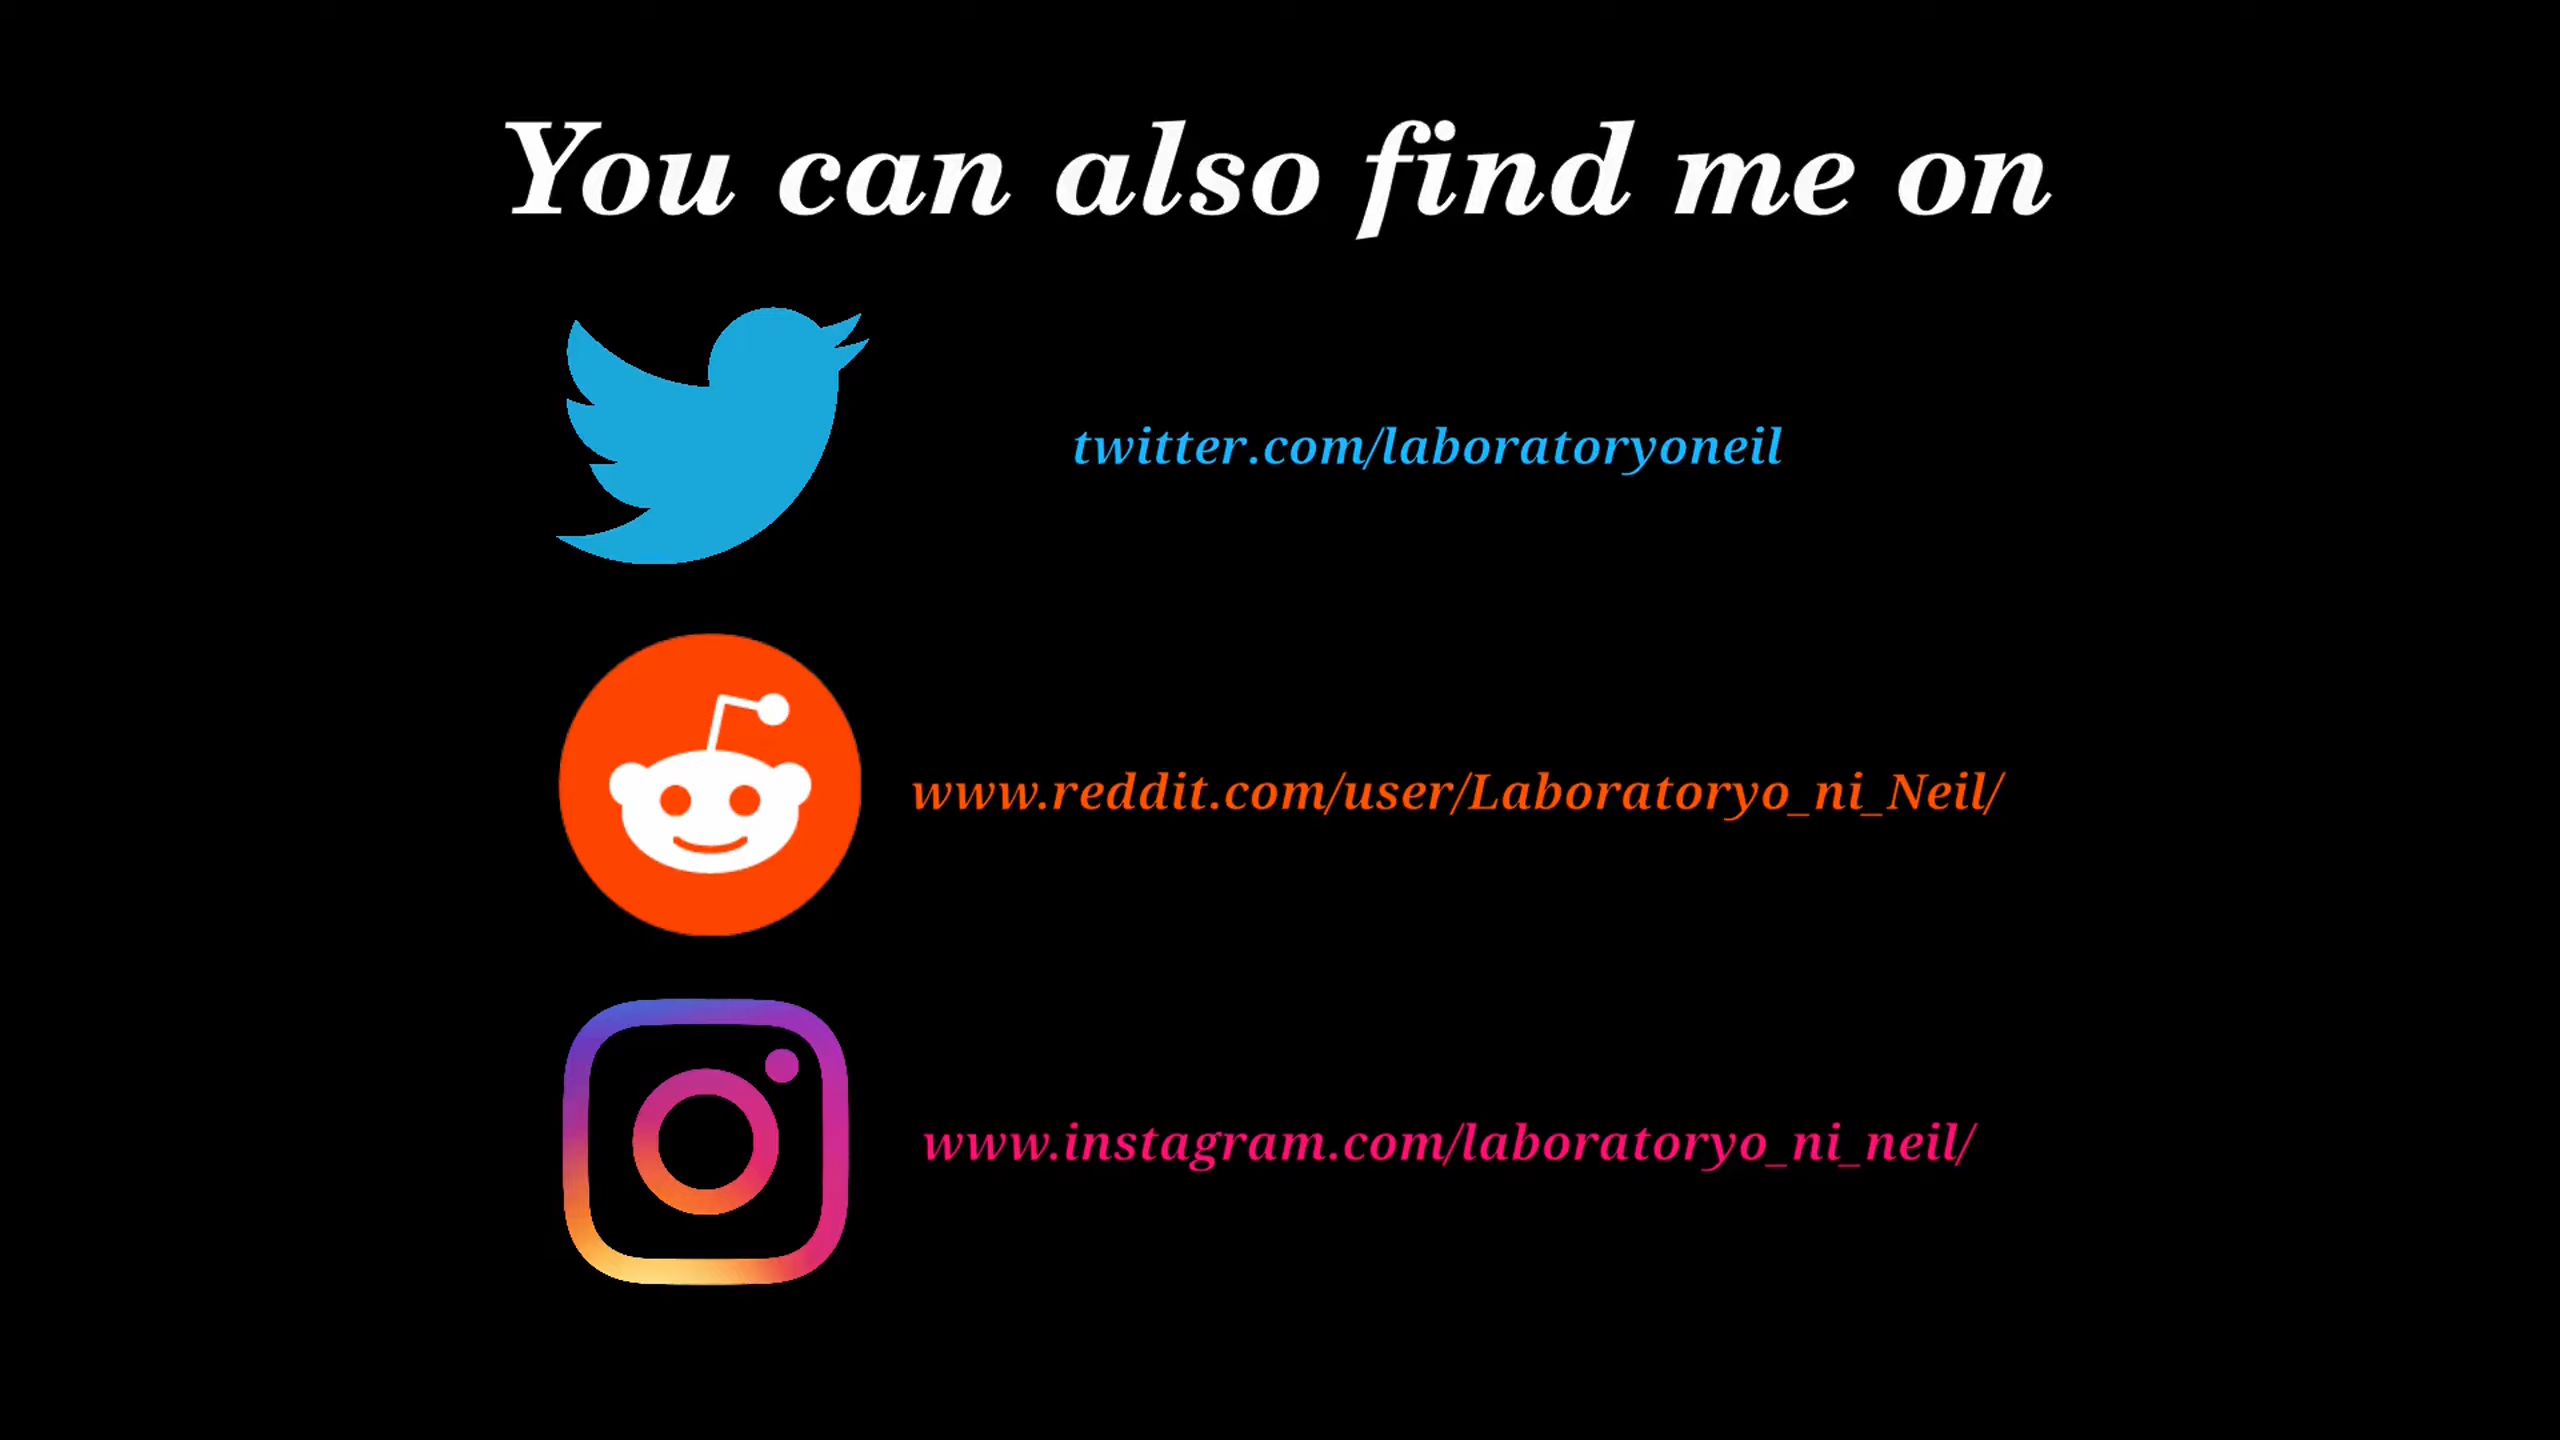 You can also find me on
twitter.com/laboratoryoneil
www.reddit.com/user/Laboratoryo_ni_Neil/
www.instagram.com/laboratoryo_ni_neil/